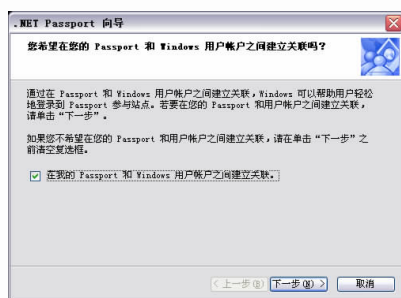 .NET Passport 向导
您希望在您的 Passport 和 Windows 用户帐户之间建立关联吗？
通过在 Passport 和 Windows 用户帐户之间建立关联，Windows 可以帮助用户轻松
地登录到 Passport 参与站点。若要在您的 Passport 和用户帐户之间建立关联，
请单击“下一步”。
如果您不希望在您的 Passport 和用户帐户之间建立关联，请在单击“下一步”之
前清空复选框。
在我的 Passport 和 Windows 用户帐户之间建立关联。
< 上一步(B) 下一步(N) > 取消